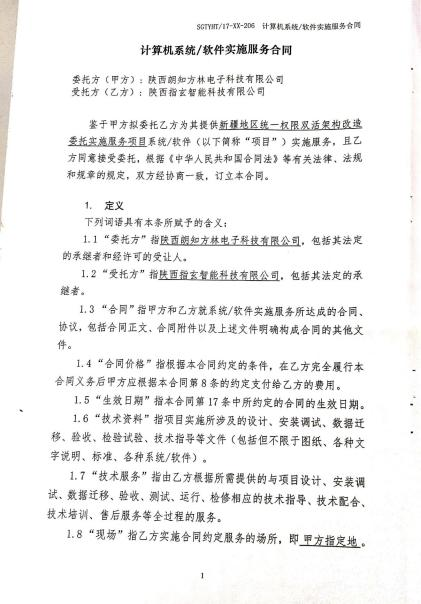 SGTYHT/17-XX-206 计算机系统/软件实施服务合同
计算机系统/软件实施服务合同
委托方（甲方）：陕西朗知方林电子科技有限公司
受托方（乙方）：陕西指玄智能科技有限公司
鉴于甲方拟委托乙方为其提供新疆地区统一权限双活架构改造
委托实施服务项目系统/软件（以下简称“项目”）实施服务，且乙
方同意接受委托，根据《中华人民共和国合同法》等有关法律、法规
和规章的规定，双方经协商一致，订立本合同。
1. 定义
下列词语具有本条所赋予的含义：
1.1“委托方”指陕西朗知方林电子科技有限公司，包括其法定
的承继者和经许可的受让人。
1.2“受托方”指陕西指玄智能科技有限公司，包括其法定的承
继者。
1.3“合同”指甲方和乙方就系统/软件实施服务所达成的合同、
协议，包括合同正文、合同附件以及上述文件明确构成合同的其他文
件。
1.4“合同价格”指根据本合同约定的条件，在乙方完全履行本
合同义务后甲方应根据本合同第8条的约定支付给乙方的费用。
1.5“生效日期”指本合同第17条中所约定的合同的生效日期。
1.6“技术资料”指项目实施所涉及的设计、安装调试、数据迁
移、验收、检验试验、技术指导等文件（包括但不限于图纸、各种文
字说明、标准、各种系统/软件）。
1.7“技术服务”指由乙方根据所需提供的与项目设计、安装调
试、数据迁移、验收、测试、运行、检修相应的技术指导、技术配合、
技术培训、售后服务等全过程的服务。
1.8“现场”指乙方实施合同约定服务的场所，即 甲方指定地 。
1